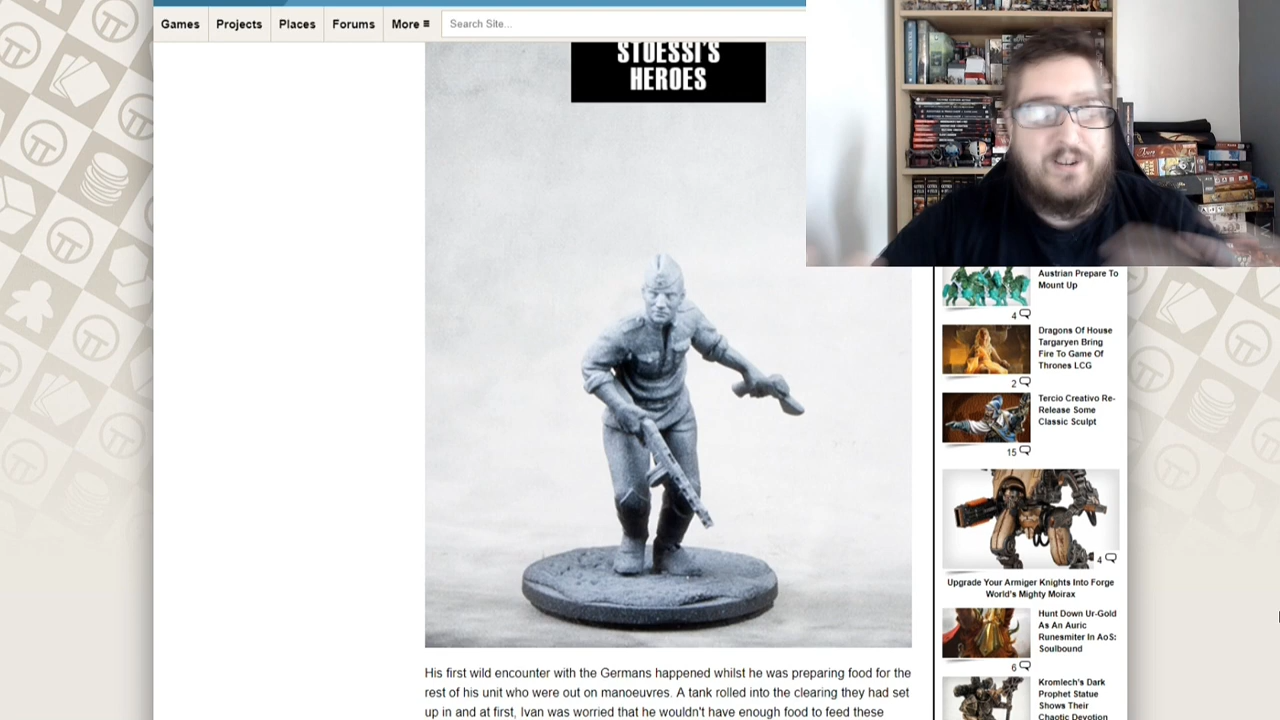 Games Projects Places Forums More ≡ Search Site...
STOESSI'S
HEROES
His first wild encounter with the Germans happened whilst he was preparing food for the
rest of his unit who were out on manoeuvres. A tank rolled into the clearing they had set
up in and at first, Ivan was worried that he wouldn't have enough food to feed these
Austrian Prepare To
Mount Up
4
Dragons Of House
Targaryen Bring
Fire To Game Of
Thrones LCG
2
Tercio Creativo Re-
Release Some
Classic Sculpt
15
4
Upgrade Your Armiger Knights Into Forge
World's Mighty Moirax
Hunt Down Ur-Gold
As An Auric
Runesmiter In AoS:
Soulbound
6
Kromlech's Dark
Prophet Statue
Shows Their
Chaotic Devotion